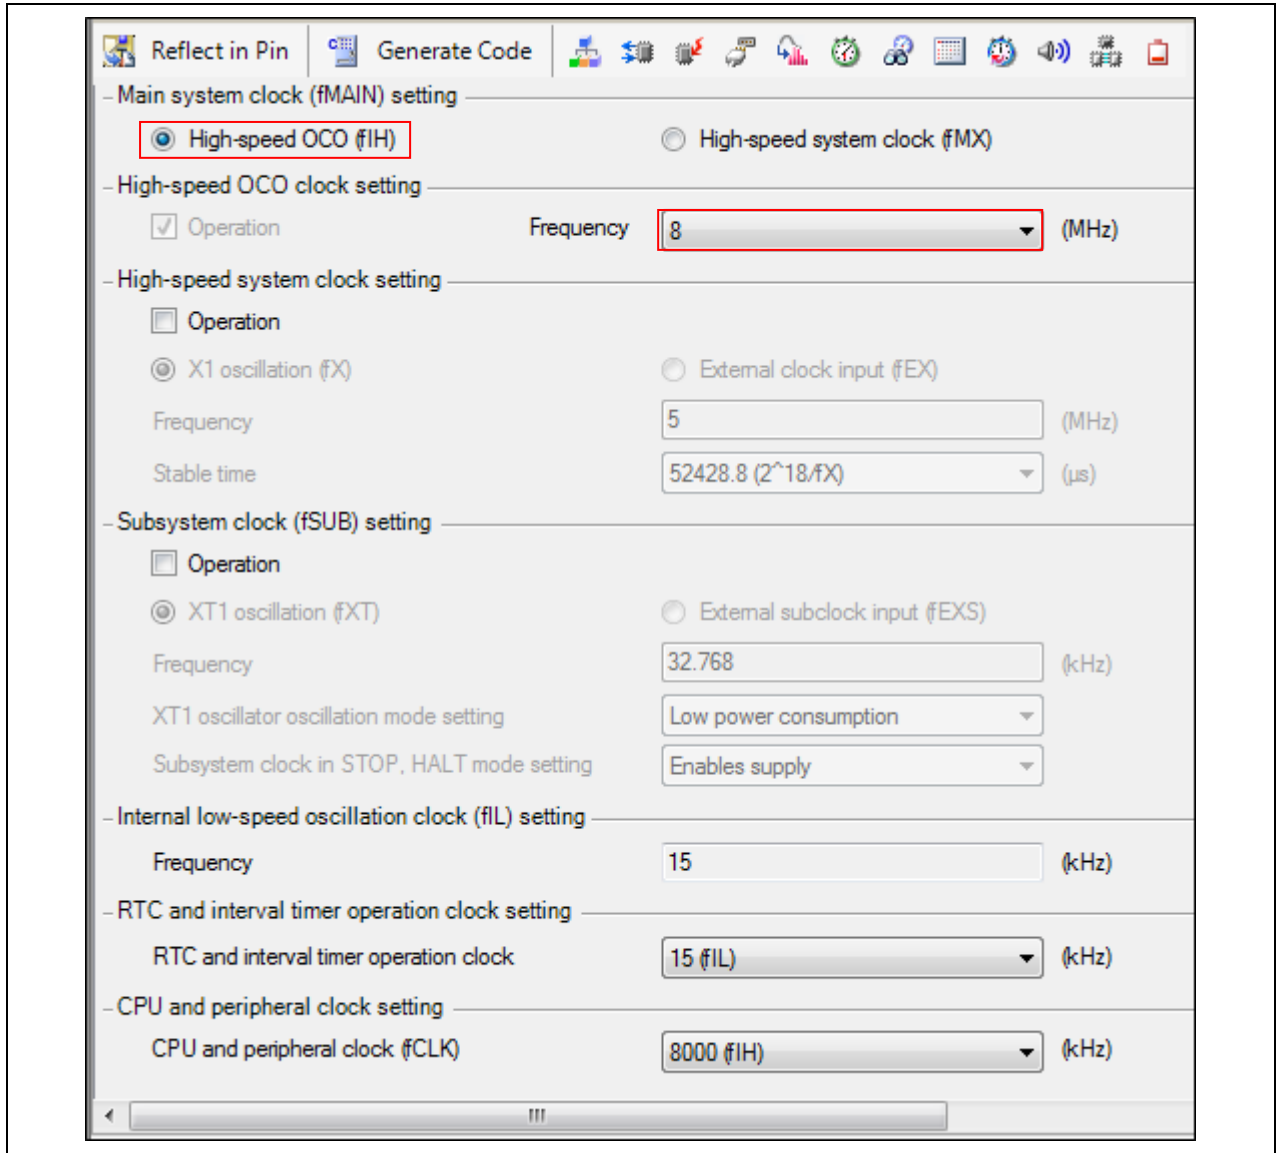 Reflect in Pin Generate Code
Main system clock (fMAIN) setting
High-speed OCO (fIH) High-speed system clock (fMX)
High-speed OCO clock setting
Operation Frequency 8 (MHz)
High-speed system clock setting
Operation
X1 oscillation (fX) External clock input (fEX)
Frequency 5 (MHz)
Stable time 52428.8 (2^18/fX) (µs)
Subsystem clock (fSUB) setting
Operation
XT1 oscillation (fXT) External subclock input (fEXS)
Frequency 32.768 (kHz)
XT1 oscillator oscillation mode setting Low power consumption
Subsystem clock in STOP, HALT mode setting Enables supply
Internal low-speed oscillation clock (fIL) setting
Frequency 15 (kHz)
RTC and interval timer operation clock setting
RTC and interval timer operation clock 15 (fIL) (kHz)
CPU and peripheral clock setting
CPU and peripheral clock (fCLK) 8000 (fIH) (kHz)